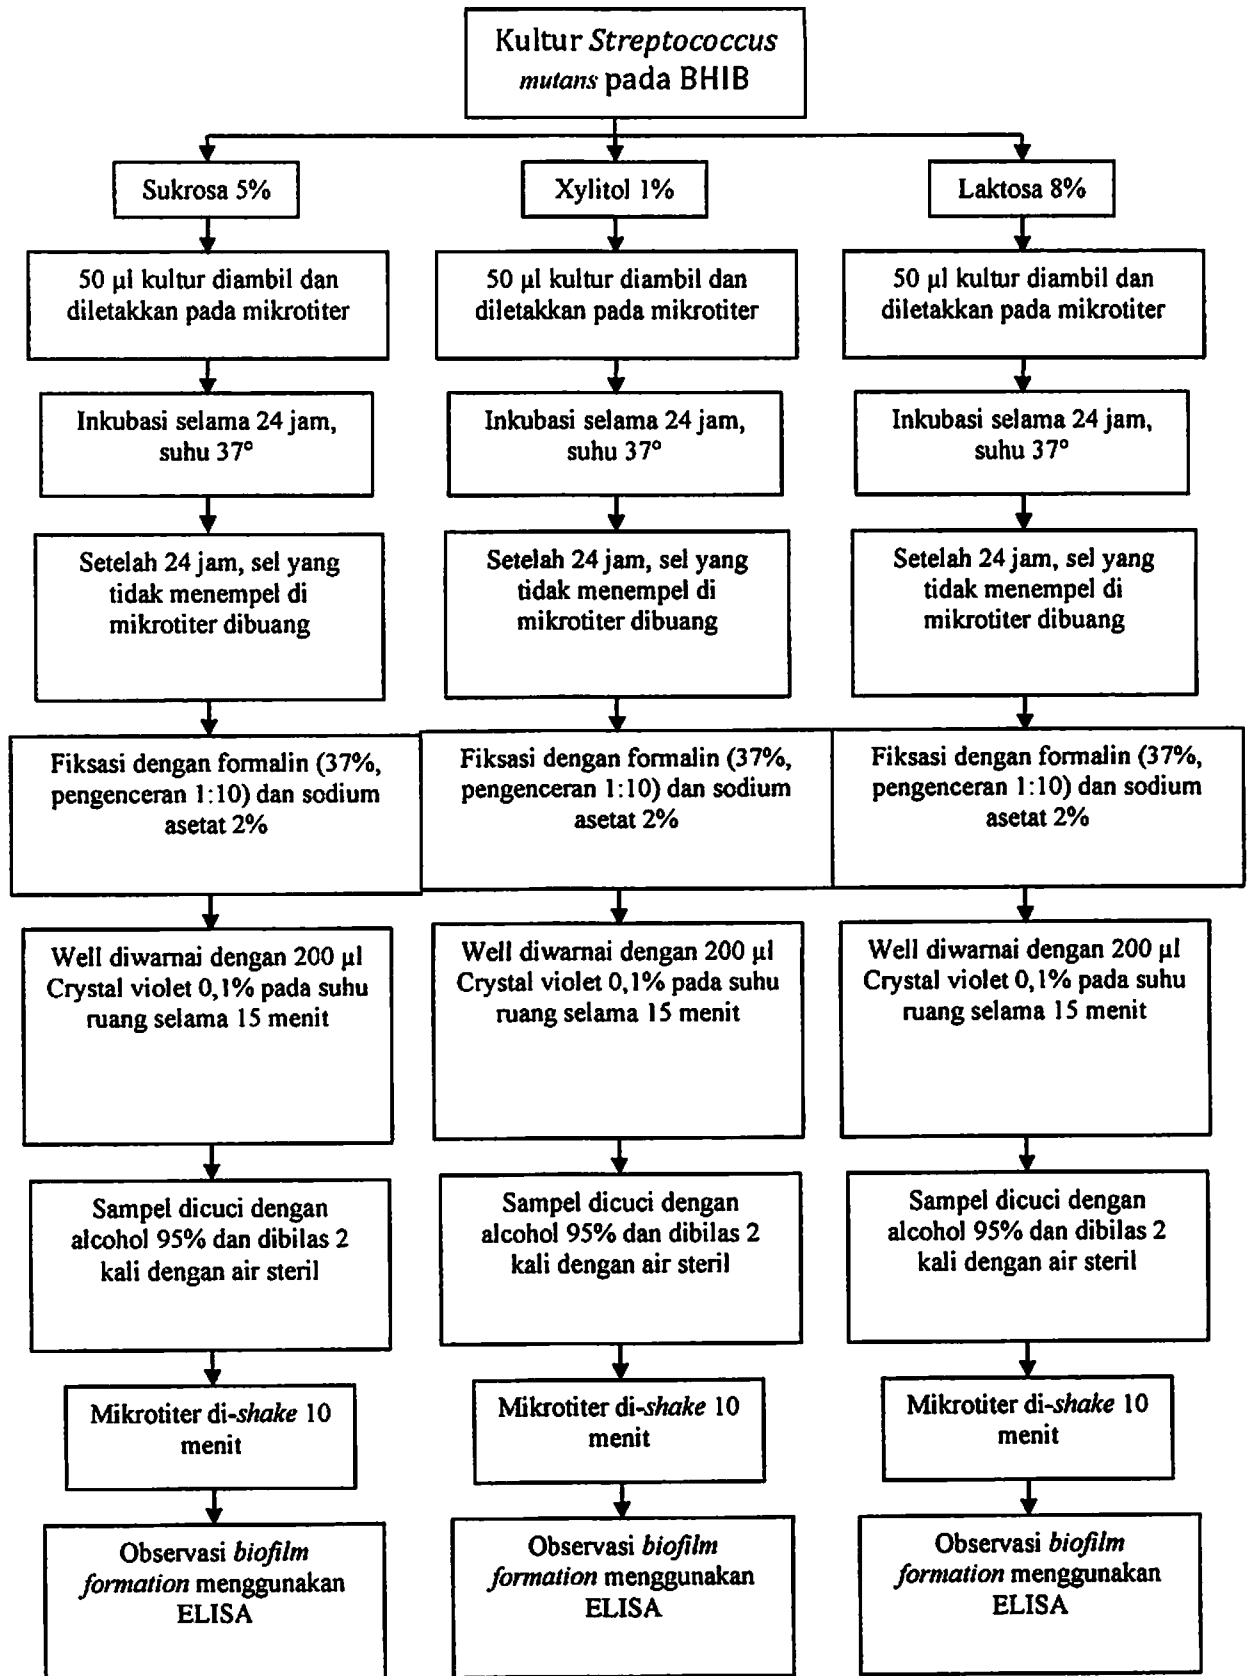 Kultur Streptococcus
mutans pada BHIB
Sukrosa 5%
Xylitol 1%
Laktosa 8%
50 µl kultur diambil dan
diletakkan pada mikrotiter
50 µl kultur diambil dan
diletakkan pada mikrotiter
50 µl kultur diambil dan
diletakkan pada mikrotiter
Inkubasi selama 24 jam,
suhu 37°
Inkubasi selama 24 jam,
suhu 37°
Inkubasi selama 24 jam,
suhu 37°
Setelah 24 jam, sel yang
tidak menempel di
mikrotiter dibuang
Setelah 24 jam, sel yang
tidak menempel di
mikrotiter dibuang
Setelah 24 jam, sel yang
tidak menempel di
mikrotiter dibuang
Fiksasi dengan formalin (37%,
pengenceran 1:10) dan sodium
asetat 2%
Fiksasi dengan formalin (37%,
pengenceran 1:10) dan sodium
asetat 2%
Fiksasi dengan formalin (37%,
pengenceran 1:10) dan sodium
asetat 2%
Well diwarnai dengan 200 µl
Crystal violet 0,1% pada suhu
ruang selama 15 menit
Well diwarnai dengan 200 µl
Crystal violet 0,1% pada suhu
ruang selama 15 menit
Well diwarnai dengan 200 µl
Crystal violet 0,1% pada suhu
ruang selama 15 menit
Sampel dicuci dengan
alcohol 95% dan dibilas 2
kali dengan air steril
Sampel dicuci dengan
alcohol 95% dan dibilas 2
kali dengan air steril
Sampel dicuci dengan
alcohol 95% dan dibilas 2
kali dengan air steril
Mikrotiter di-shake 10
menit
Mikrotiter di-shake 10
menit
Mikrotiter di-shake 10
menit
Observasi biofilm
formation menggunakan
ELISA
Observasi biofilm
formation menggunakan
ELISA
Observasi biofilm
formation menggunakan
ELISA